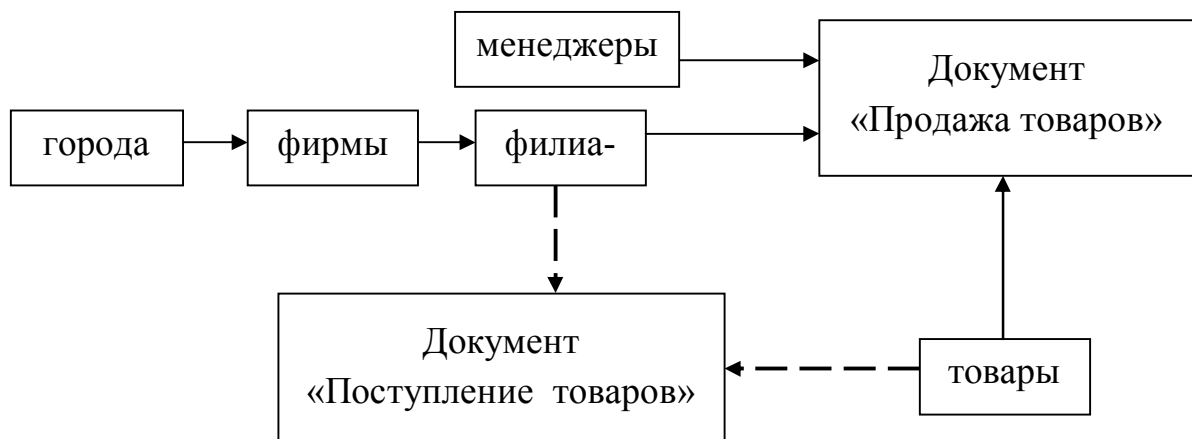 менеджеры
Документ
«Продажа товаров»
города
фирмы
филиа-
Документ
«Поступление товаров»
товары